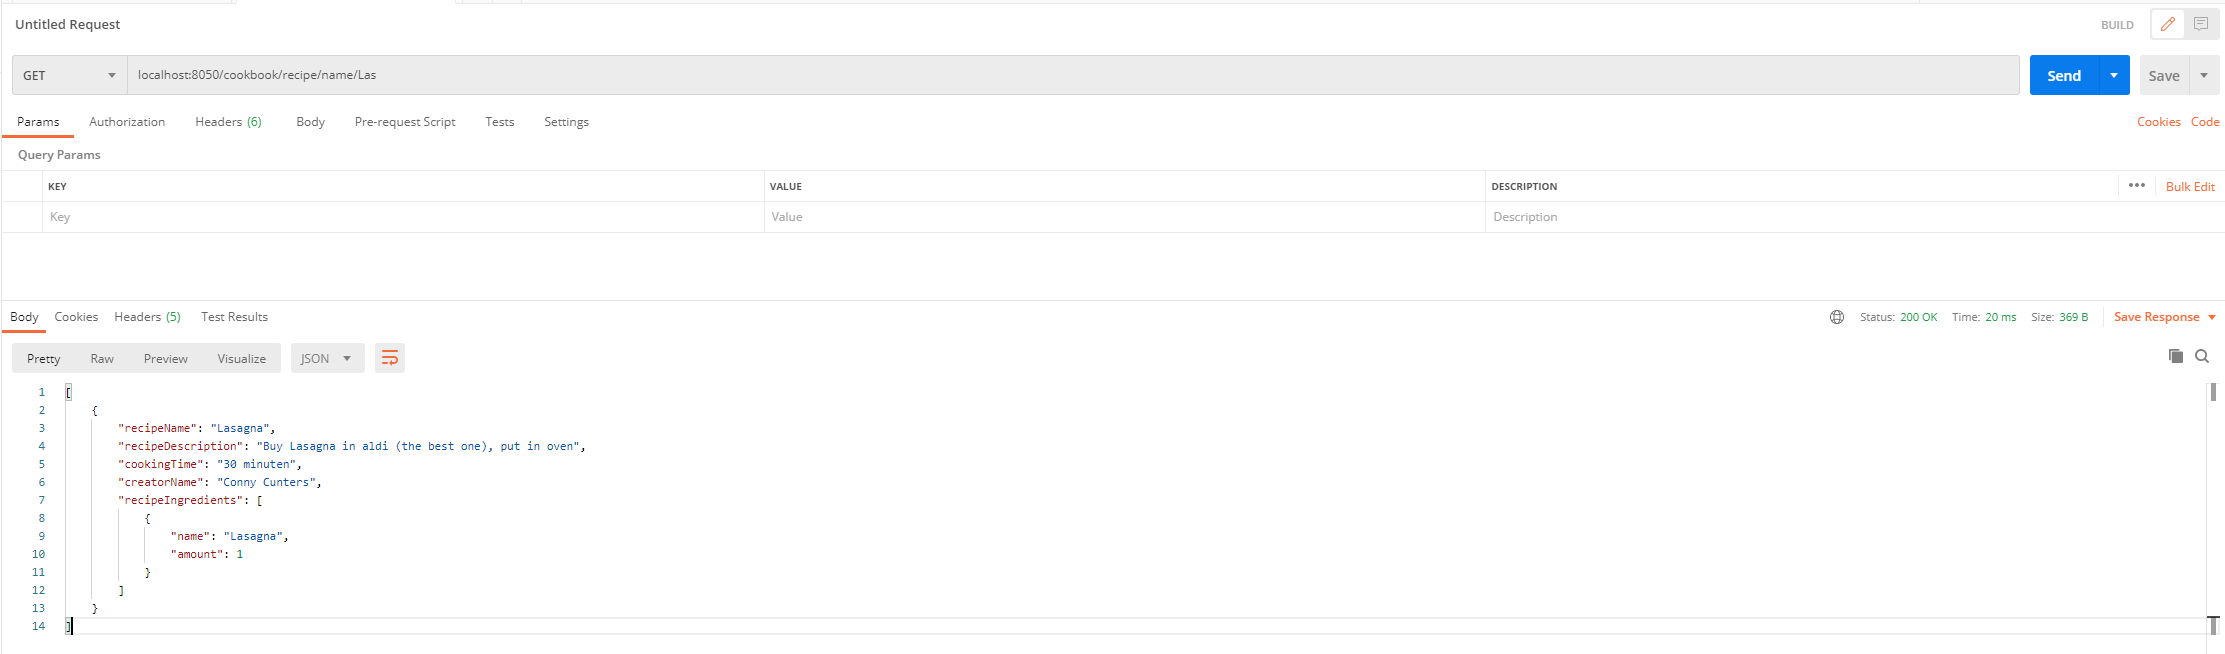 Untitled Request
BUILD
GET localhost:8050/cookbook/recipe/name/Las Send Save
Params Authorization Headers (6) Body Pre-request Script Tests Settings Cookies Code
Query Params
KEY VALUE DESCRIPTION ••• Bulk Edit
Key Value Description
Body Cookies Headers (5) Test Results Status: 200 OK Time: 20 ms Size: 369 B Save Response
Pretty Raw Preview Visualize JSON
1 [
2 {
3 "recipeName": "Lasagna",
4 "recipeDescription": "Buy Lasagna in aldi (the best one), put in oven",
5 "cookingTime": "30 minuten",
6 "creatorName": "Conny Cunters",
7 "recipeIngredients": [
8 {
9 "name": "Lasagna",
10 "amount": 1
11 }
12 ]
13 }
14 ]